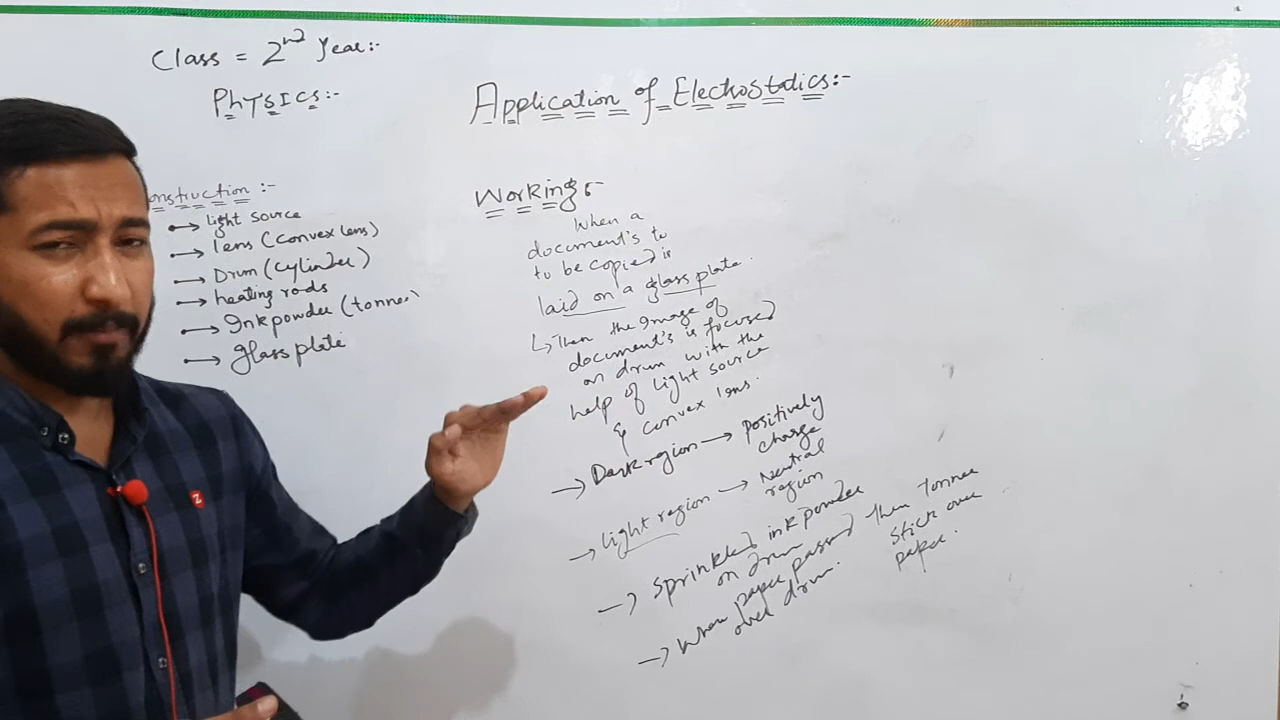 Class = 2nd Year:-
PHYSICS:-
Application of Electrostatics:-
onstruction :-
light source
lens (convex lens)
Drum (cylinder)
heating rods
Ink powder (tonner
glass plate
Working:-
When a
document's to
to be copied is
laid on a glass plate.
Then the Image of
document's is focused
on drum with the
help of light source
& convex lens.
Dark region → positively
charge
light region → Neutral
region
→ Sprinkled ink powder
on drum
→ When paper passed
over drum.
Then tonner
stick over
paper.
Z